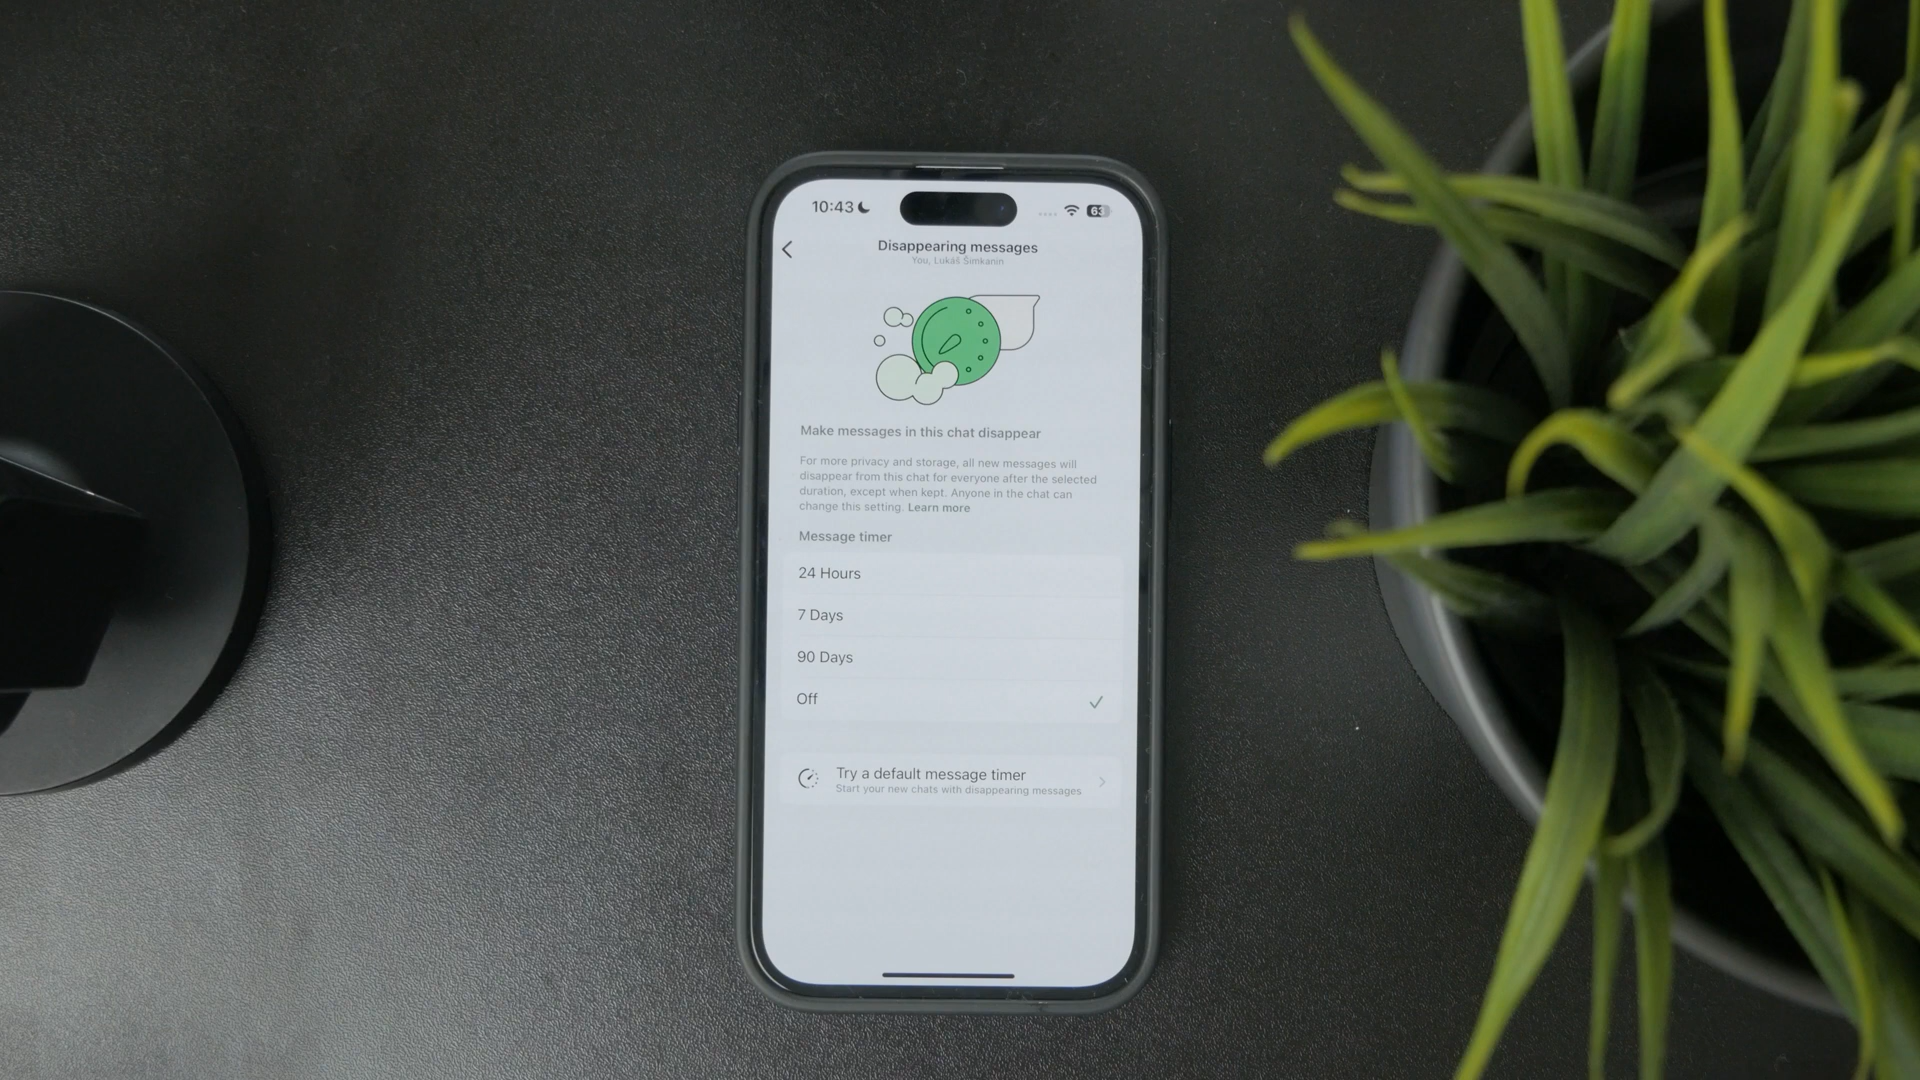 10:43
63
Disappearing messages
You, Lukáš Šimkanin
Make messages in this chat disappear
For more privacy and storage, all new messages will
disappear from this chat for everyone after the selected
duration, except when kept. Anyone in the chat can
change this setting. Learn more
Message timer
24 Hours
7 Days
90 Days
Off
Try a default message timer
Start your new chats with disappearing messages